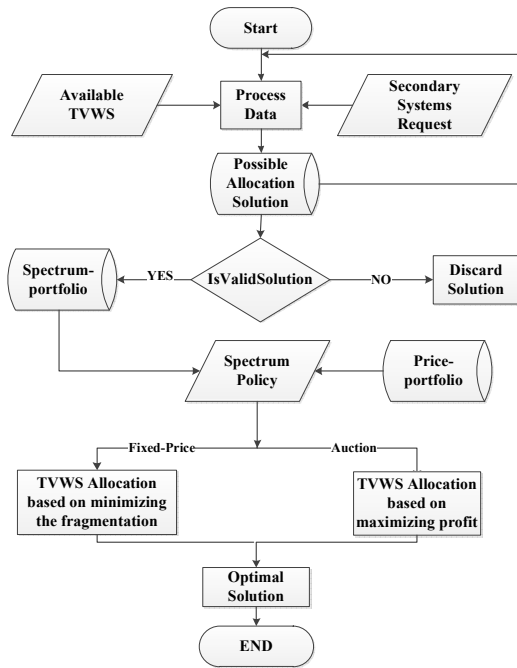 Start
Available
TVWS
Process
Data
Secondary
Systems
Request
Possible
Allocation
Solution
Spectrum-
portfolio
YES
IsValidSolution
NO
Discard
Solution
Spectrum
Policy
Price-
portfolio
Fixed-Price
Auction
TVWS Allocation
based on minimizing
the fragmentation
TVWS Allocation
based on
maximizing profit
Optimal
Solution
END